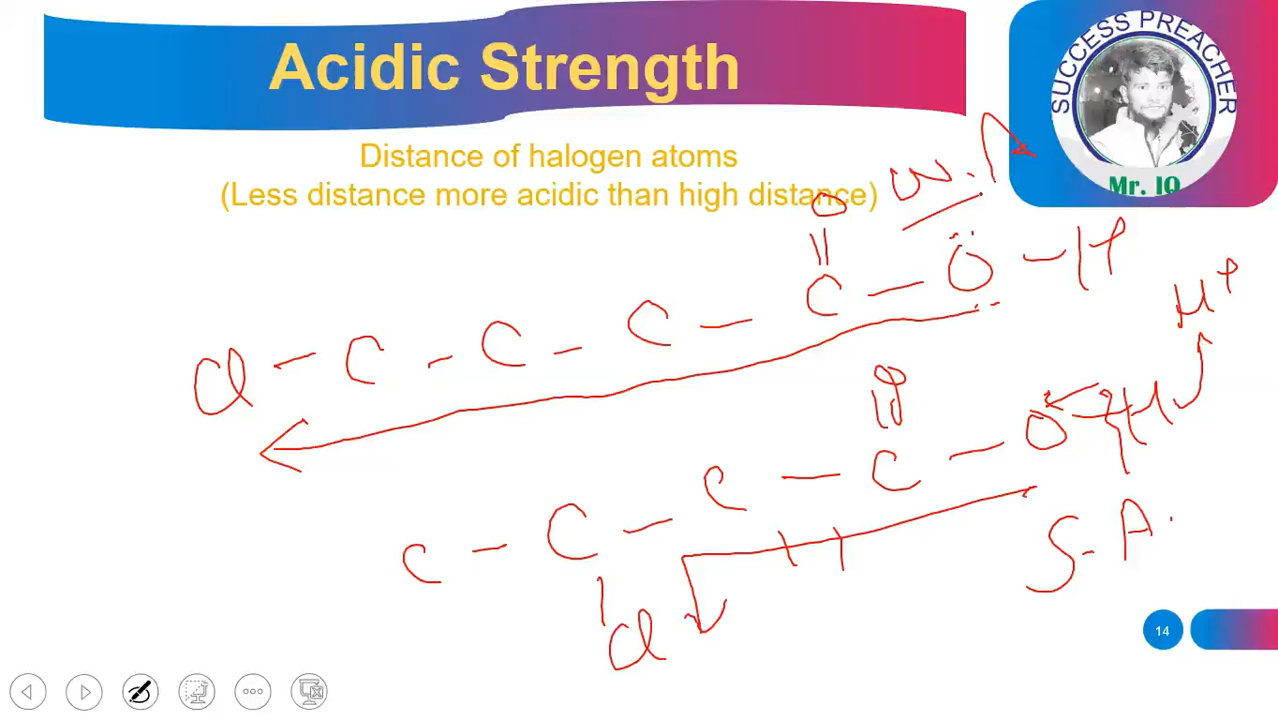 Acidic Strength
SUCCESS PREACHER
Mr. IQ
Distance of halogen atoms
(Less distance more acidic than high distance)
W.A
O
Cl - C - C - C - C - O - H
H+
O
C - C - C - C - O - H
Cl
S.A.
14